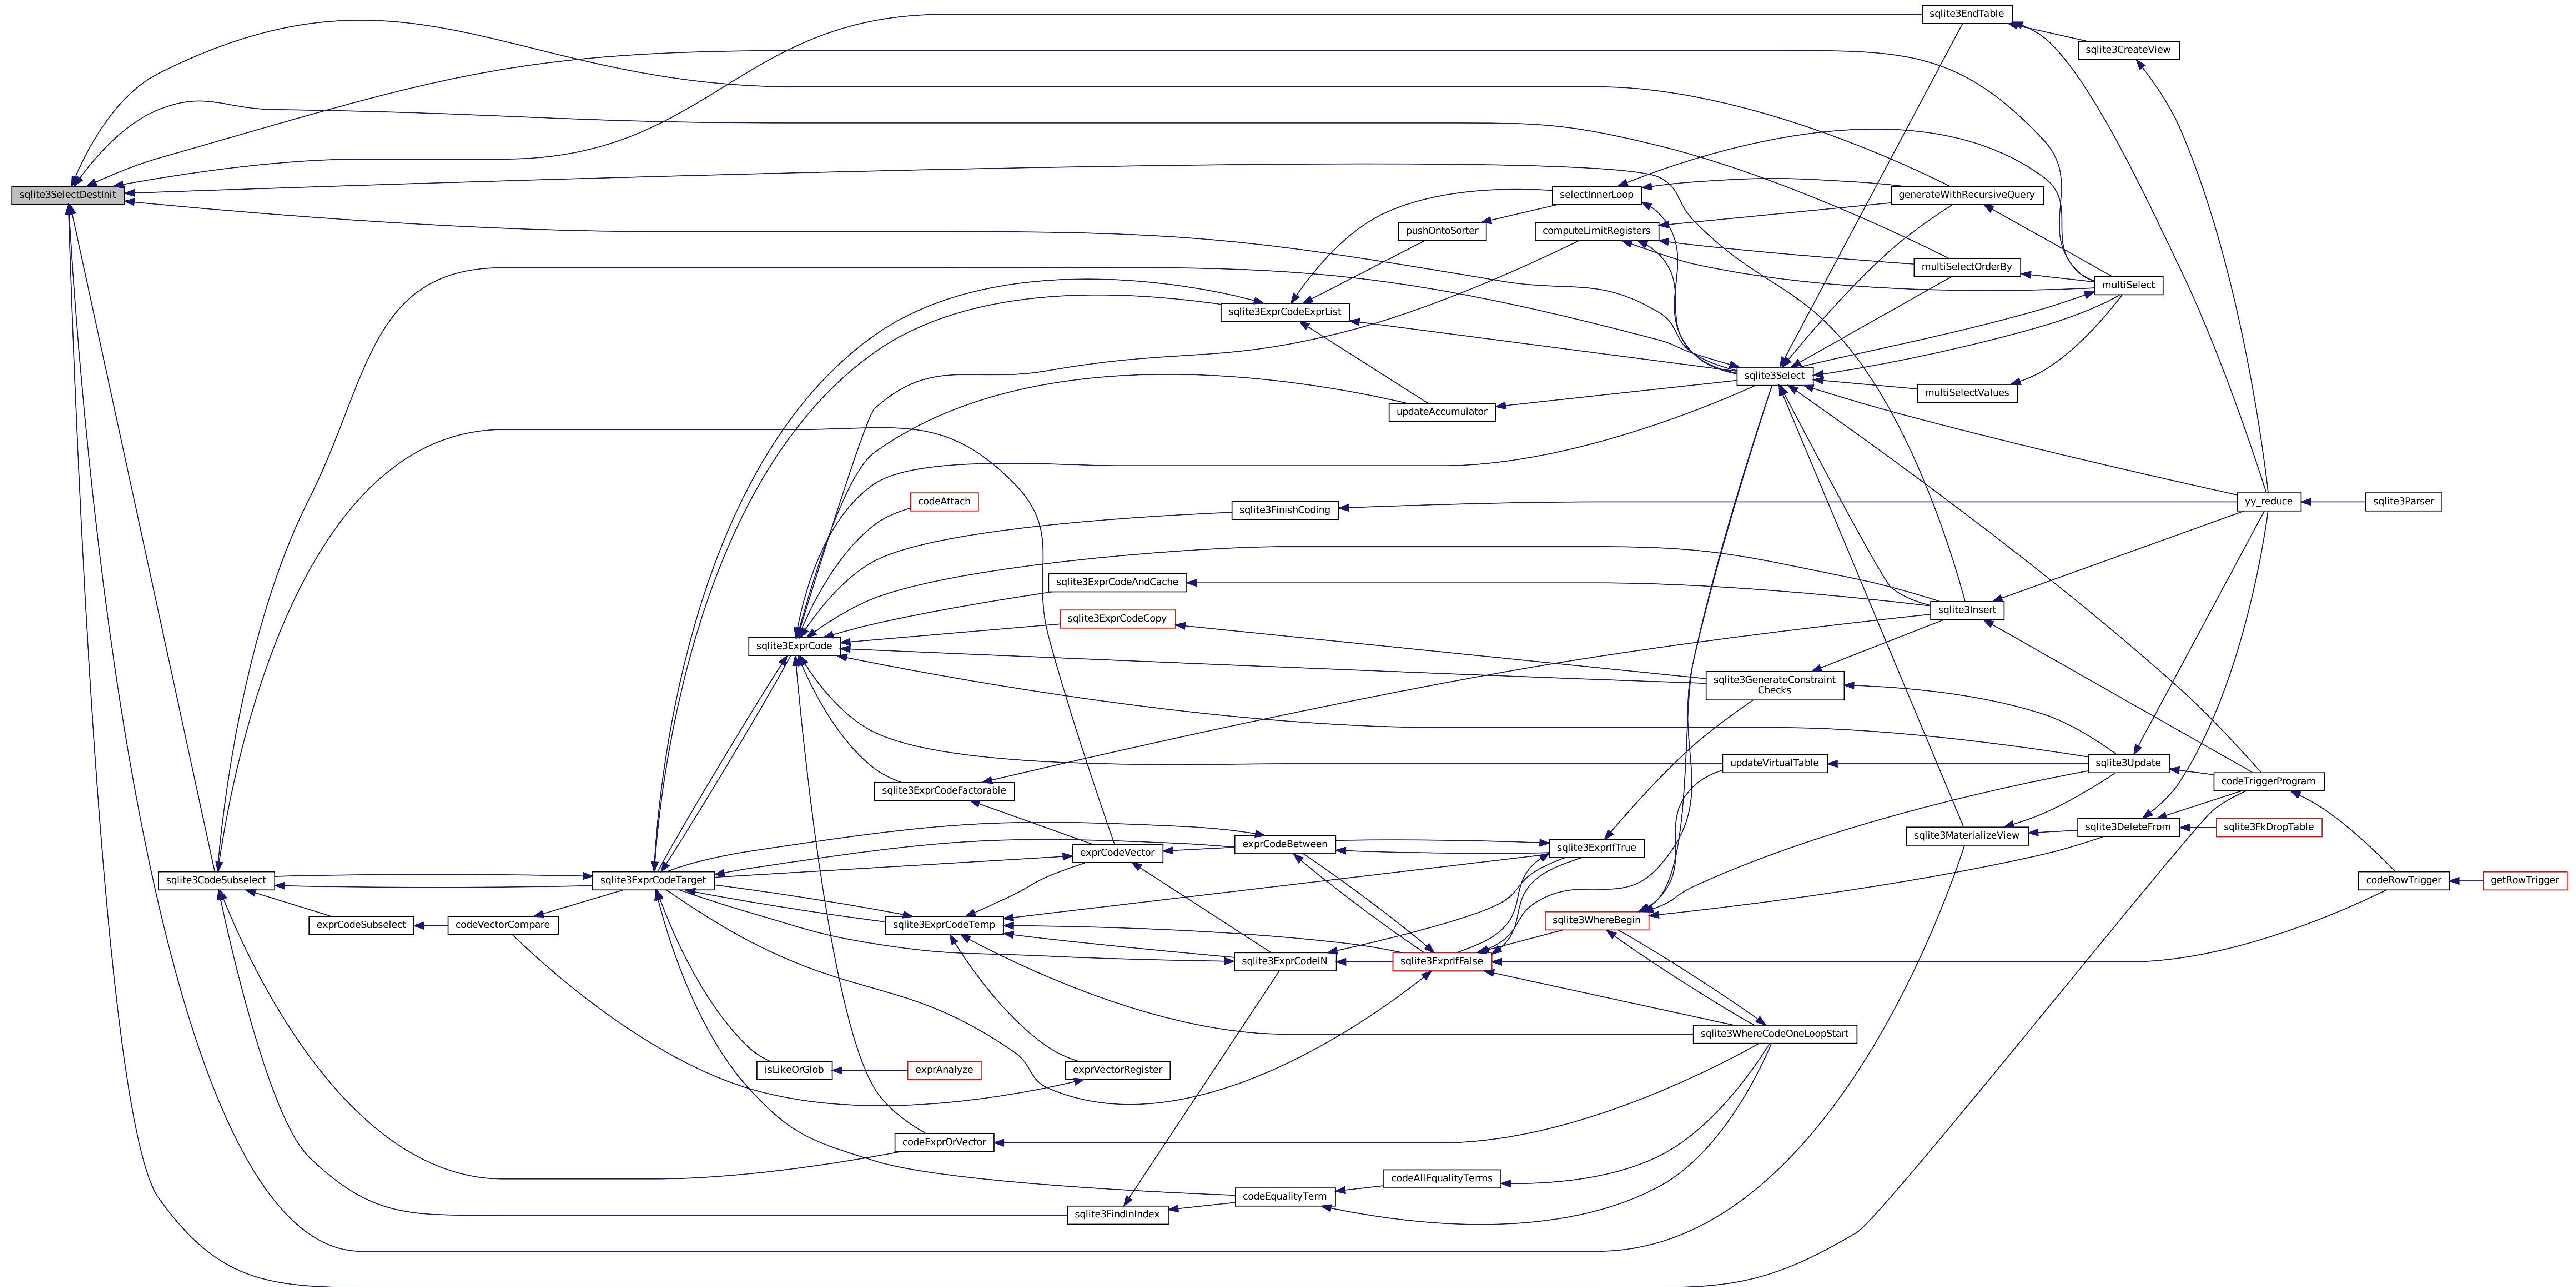 sqlite3EndTable
sqlite3CreateView
sqlite3SelectDestInit
selectInnerLoop
generateWithRecursiveQuery
pushOntoSorter
computeLimitRegisters
multiSelectOrderBy
multiSelect
sqlite3ExprCodeExprList
sqlite3Select
multiSelectValues
updateAccumulator
codeAttach
sqlite3FinishCoding
yy_reduce
sqlite3Parser
sqlite3ExprCodeAndCache
sqlite3Insert
sqlite3ExprCodeCopy
sqlite3ExprCode
sqlite3GenerateConstraint
Checks
updateVirtualTable
sqlite3Update
codeTriggerProgram
sqlite3ExprCodeFactorable
sqlite3MaterializeView
sqlite3DeleteFrom
sqlite3FkDropTable
exprCodeBetween
sqlite3ExprIfTrue
exprCodeVector
sqlite3CodeSubselect
sqlite3ExprCodeTarget
codeRowTrigger
getRowTrigger
exprCodeSubselect
codeVectorCompare
sqlite3ExprCodeTemp
sqlite3WhereBegin
sqlite3ExprCodeIN
sqlite3ExprIfFalse
sqlite3WhereCodeOneLoopStart
isLikeOrGlob
exprAnalyze
exprVectorRegister
codeExprOrVector
codeAllEqualityTerms
codeEqualityTerm
sqlite3FindInIndex